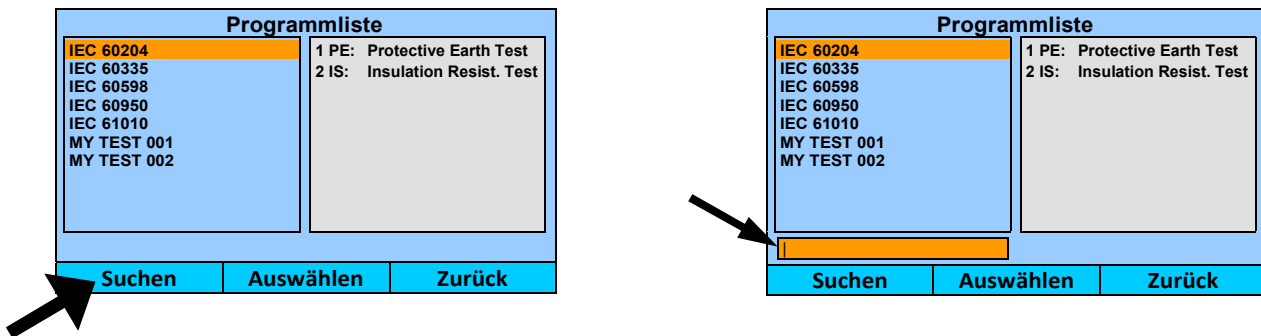 Programmliste
IEC 60204
IEC 60335
IEC 60598
IEC 60950
IEC 61010
MY TEST 001
MY TEST 002
1 PE: Protective Earth Test
2 IS: Insulation Resist. Test
Suchen Auswählen Zurück
Programmliste
IEC 60204
IEC 60335
IEC 60598
IEC 60950
IEC 61010
MY TEST 001
MY TEST 002
1 PE: Protective Earth Test
2 IS: Insulation Resist. Test
Suchen Auswählen Zurück